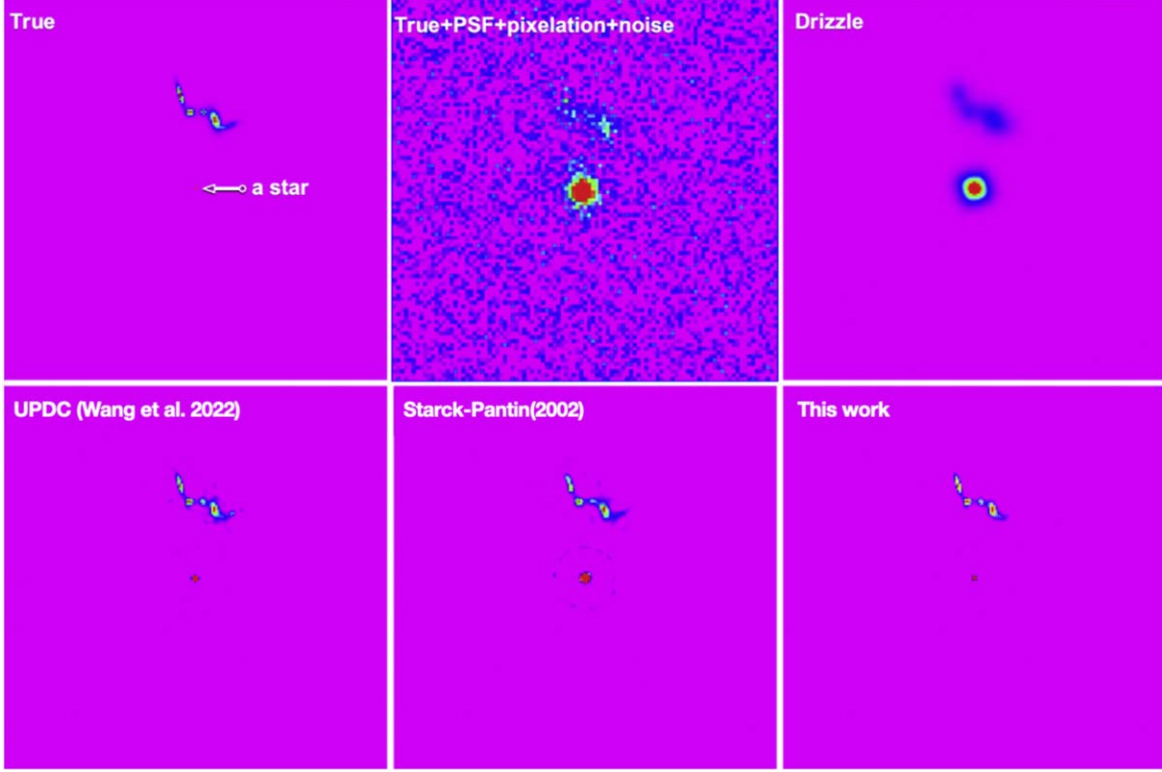 True
True+PSF+pixelation+noise
Drizzle
a star
UPDC (Wang et al. 2022)
Starck-Pantin(2002)
This work